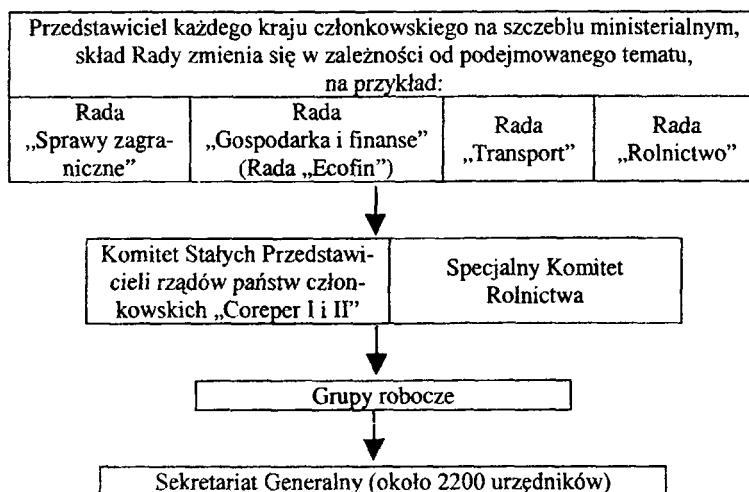 Przedstawiciel każdego kraju członkowskiego na szczeblu ministerialnym,
skład Rady zmienia się w zależności od podejmowanego tematu,
na przykład:
Rada
„Sprawy zagra-
niczne”
Rada
„Gospodarka i finanse”
(Rada „Ecofin”)
Rada
„Transport”
Rada
„Rolnictwo”
Komitet Stałych Przedstawi-
cieli rządów państw człon-
kowskich „Coreper I i II”
Specjalny Komitet
Rolnictwa
Grupy robocze
Sekretariat Generalny (około 2200 urzędników)